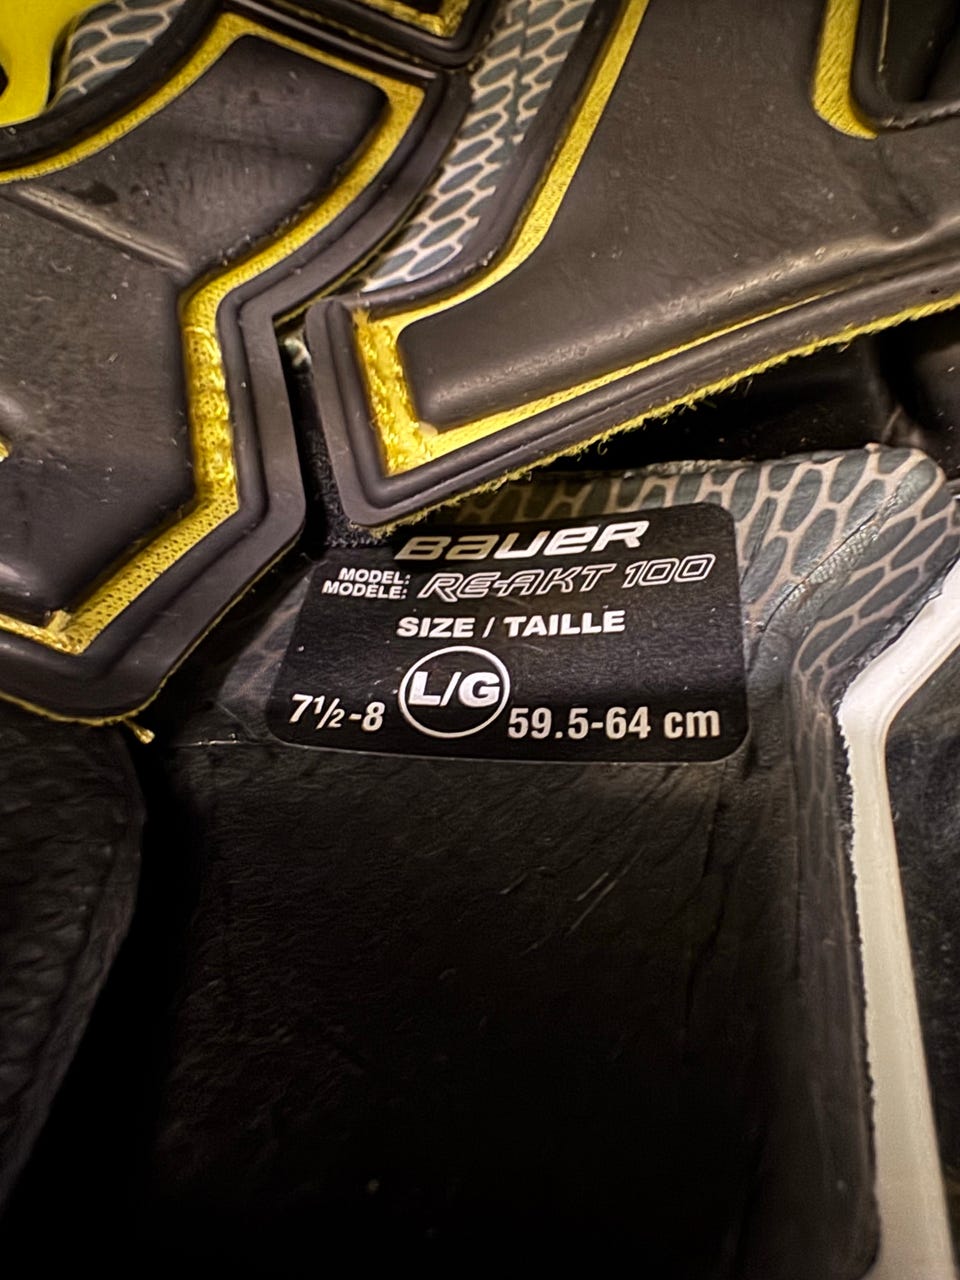 BAUER
MODEL:
MODÈLE: RE-AKT 100
SIZE / TAILLE
7½-8 L/G 59.5-64 cm